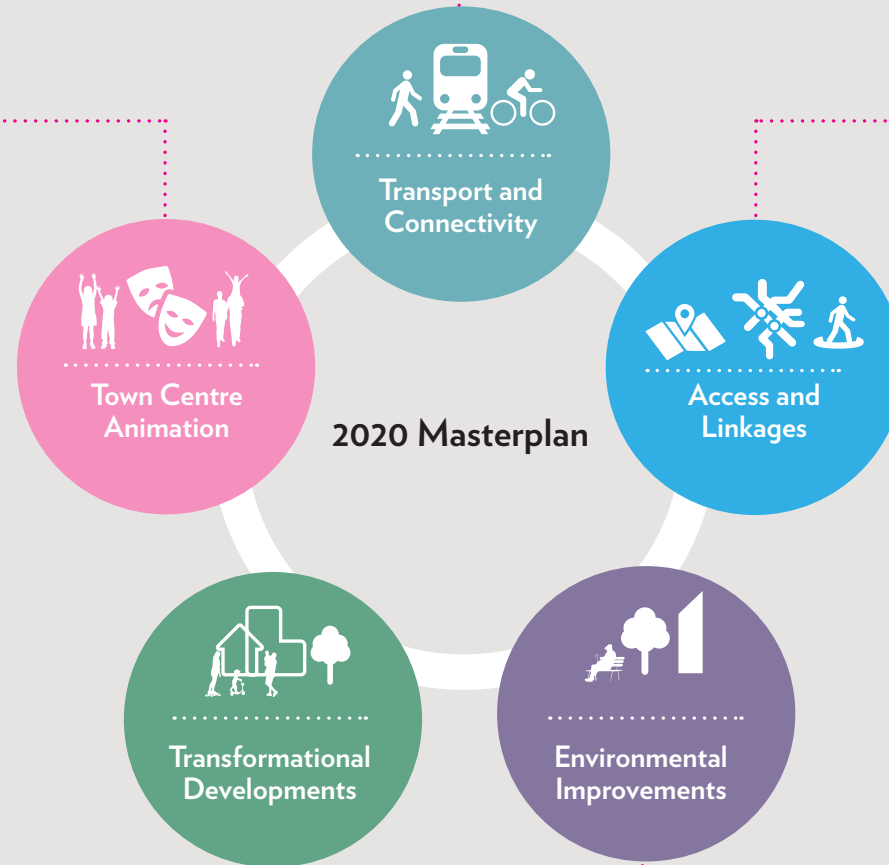 Transport and
Connectivity
Town Centre
Animation
Access and
Linkages
2020 Masterplan
Transformational
Developments
Environmental
Improvements